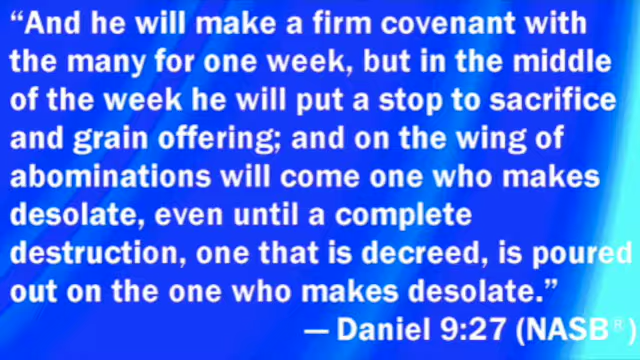 “And he will make a firm covenant with
the many for one week, but in the middle
of the week he will put a stop to sacrifice
and grain offering; and on the wing of
abominations will come one who makes
desolate, even until a complete
destruction, one that is decreed, is poured
out on the one who makes desolate.”
— Daniel 9:27 (NASB®)